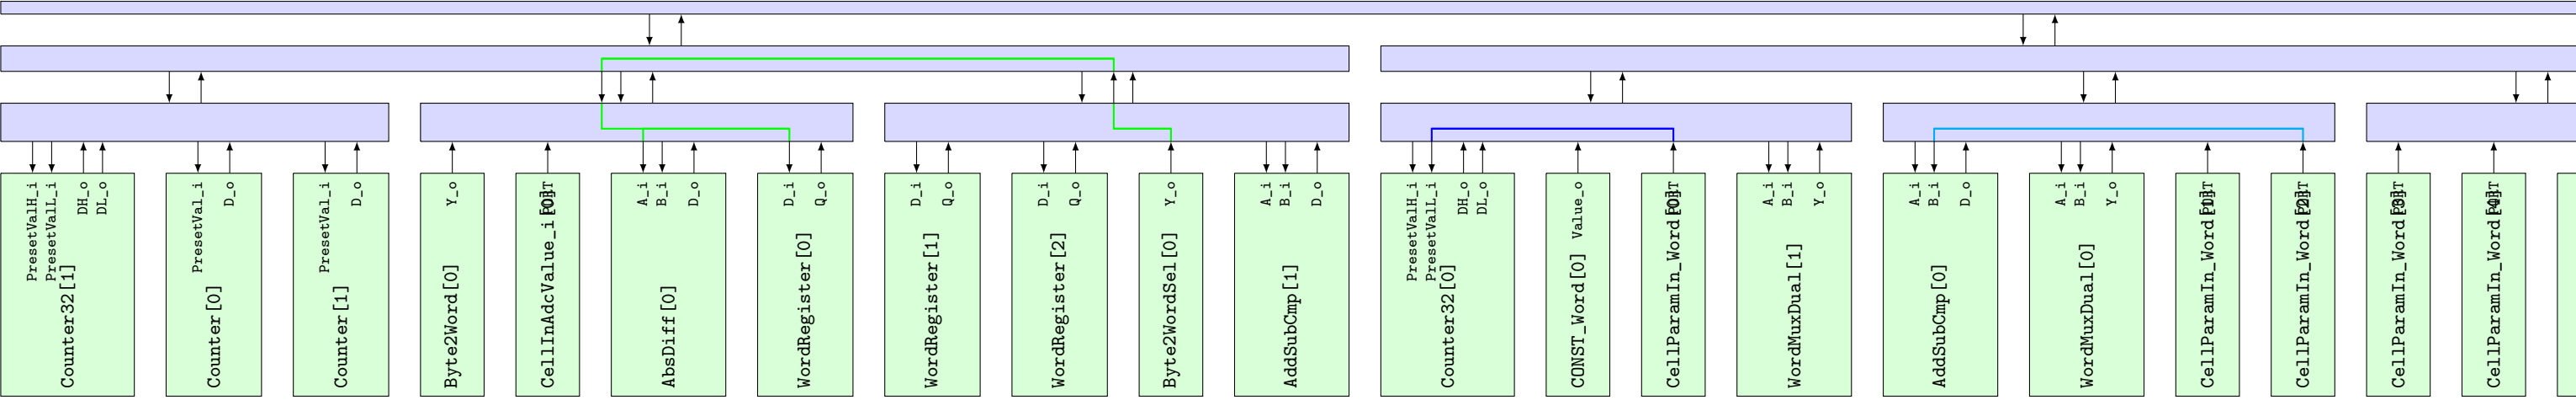 PresetValH_i
PresetValL_i
DH_o
DL_o
Counter32[1]
PresetVal_i
D_o
Counter[0]
PresetVal_i
D_o
Counter[1]
Y_o
Byte2Word[0]
CellInAdcValue_i[0]
A_i
B_i
D_o
AbsDiff[0]
D_i
Q_o
WordRegister[0]
D_i
Q_o
WordRegister[1]
D_i
Q_o
WordRegister[2]
Y_o
Byte2WordSel[0]
A_i
B_i
D_o
AddSubCmp[1]
PresetValH_i
PresetValL_i
DH_o
DL_o
Counter32[0]
Value_o
CONST_Word[0]
CellParamIn_Word[0]
A_i
B_i
Y_o
WordMuxDual[1]
A_i
B_i
D_o
AddSubCmp[0]
A_i
B_i
Y_o
WordMuxDual[0]
CellParamIn_Word[1]
CellParamIn_Word[2]
CellParamIn_Word[3]
CellParamIn_Word[4]